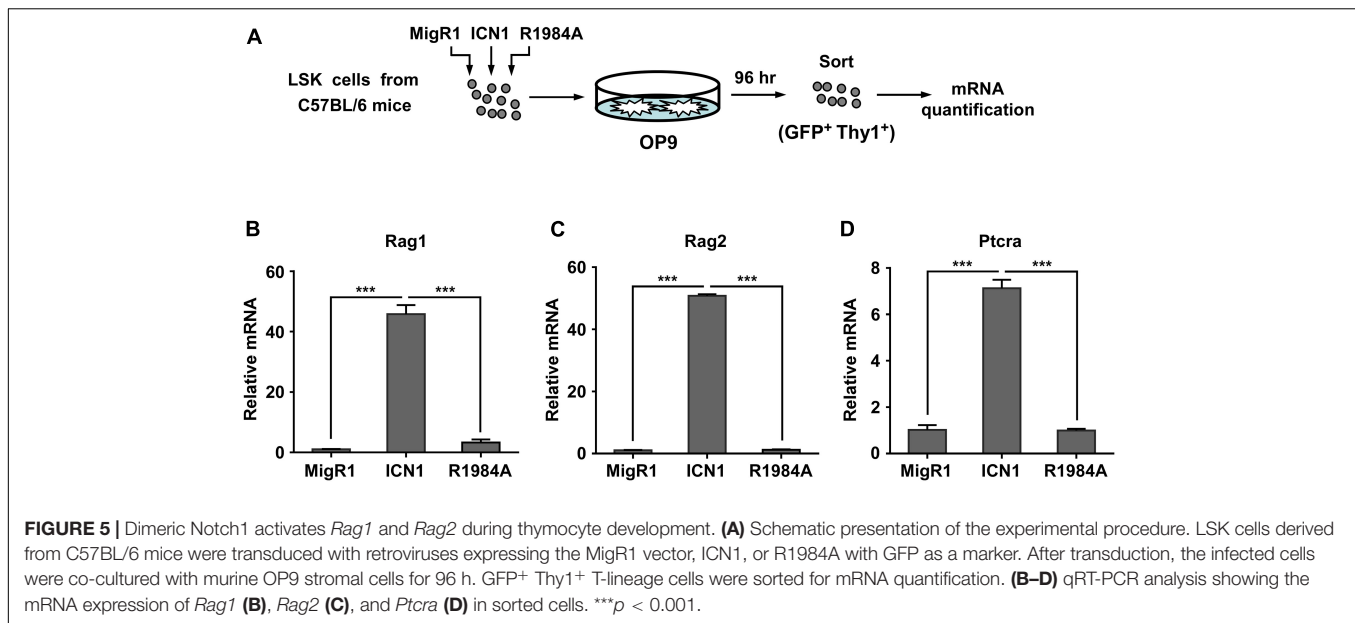 A
MigR1 ICN1 R1984A
LSK cells from
C57BL/6 mice
OP9
96 hr
Sort
(GFP+ Thy1+)
mRNA
quantification
B
Rag1
Relative mRNA
60
40
20
0
***
***
MigR1 ICN1 R1984A
C
Rag2
Relative mRNA
60
40
20
0
***
***
MigR1 ICN1 R1984A
D
Ptcra
Relative mRNA
8
6
4
2
0
***
***
MigR1 ICN1 R1984A
FIGURE 5 | Dimeric Notch1 activates Rag1 and Rag2 during thymocyte development. (A) Schematic presentation of the experimental procedure. LSK cells derived
from C57BL/6 mice were transduced with retroviruses expressing the MigR1 vector, ICN1, or R1984A with GFP as a marker. After transduction, the infected cells
were co-cultured with murine OP9 stromal cells for 96 h. GFP+ Thy1+ T-lineage cells were sorted for mRNA quantification. (B–D) qRT-PCR analysis showing the
mRNA expression of Rag1 (B), Rag2 (C), and Ptcra (D) in sorted cells. ***p < 0.001.